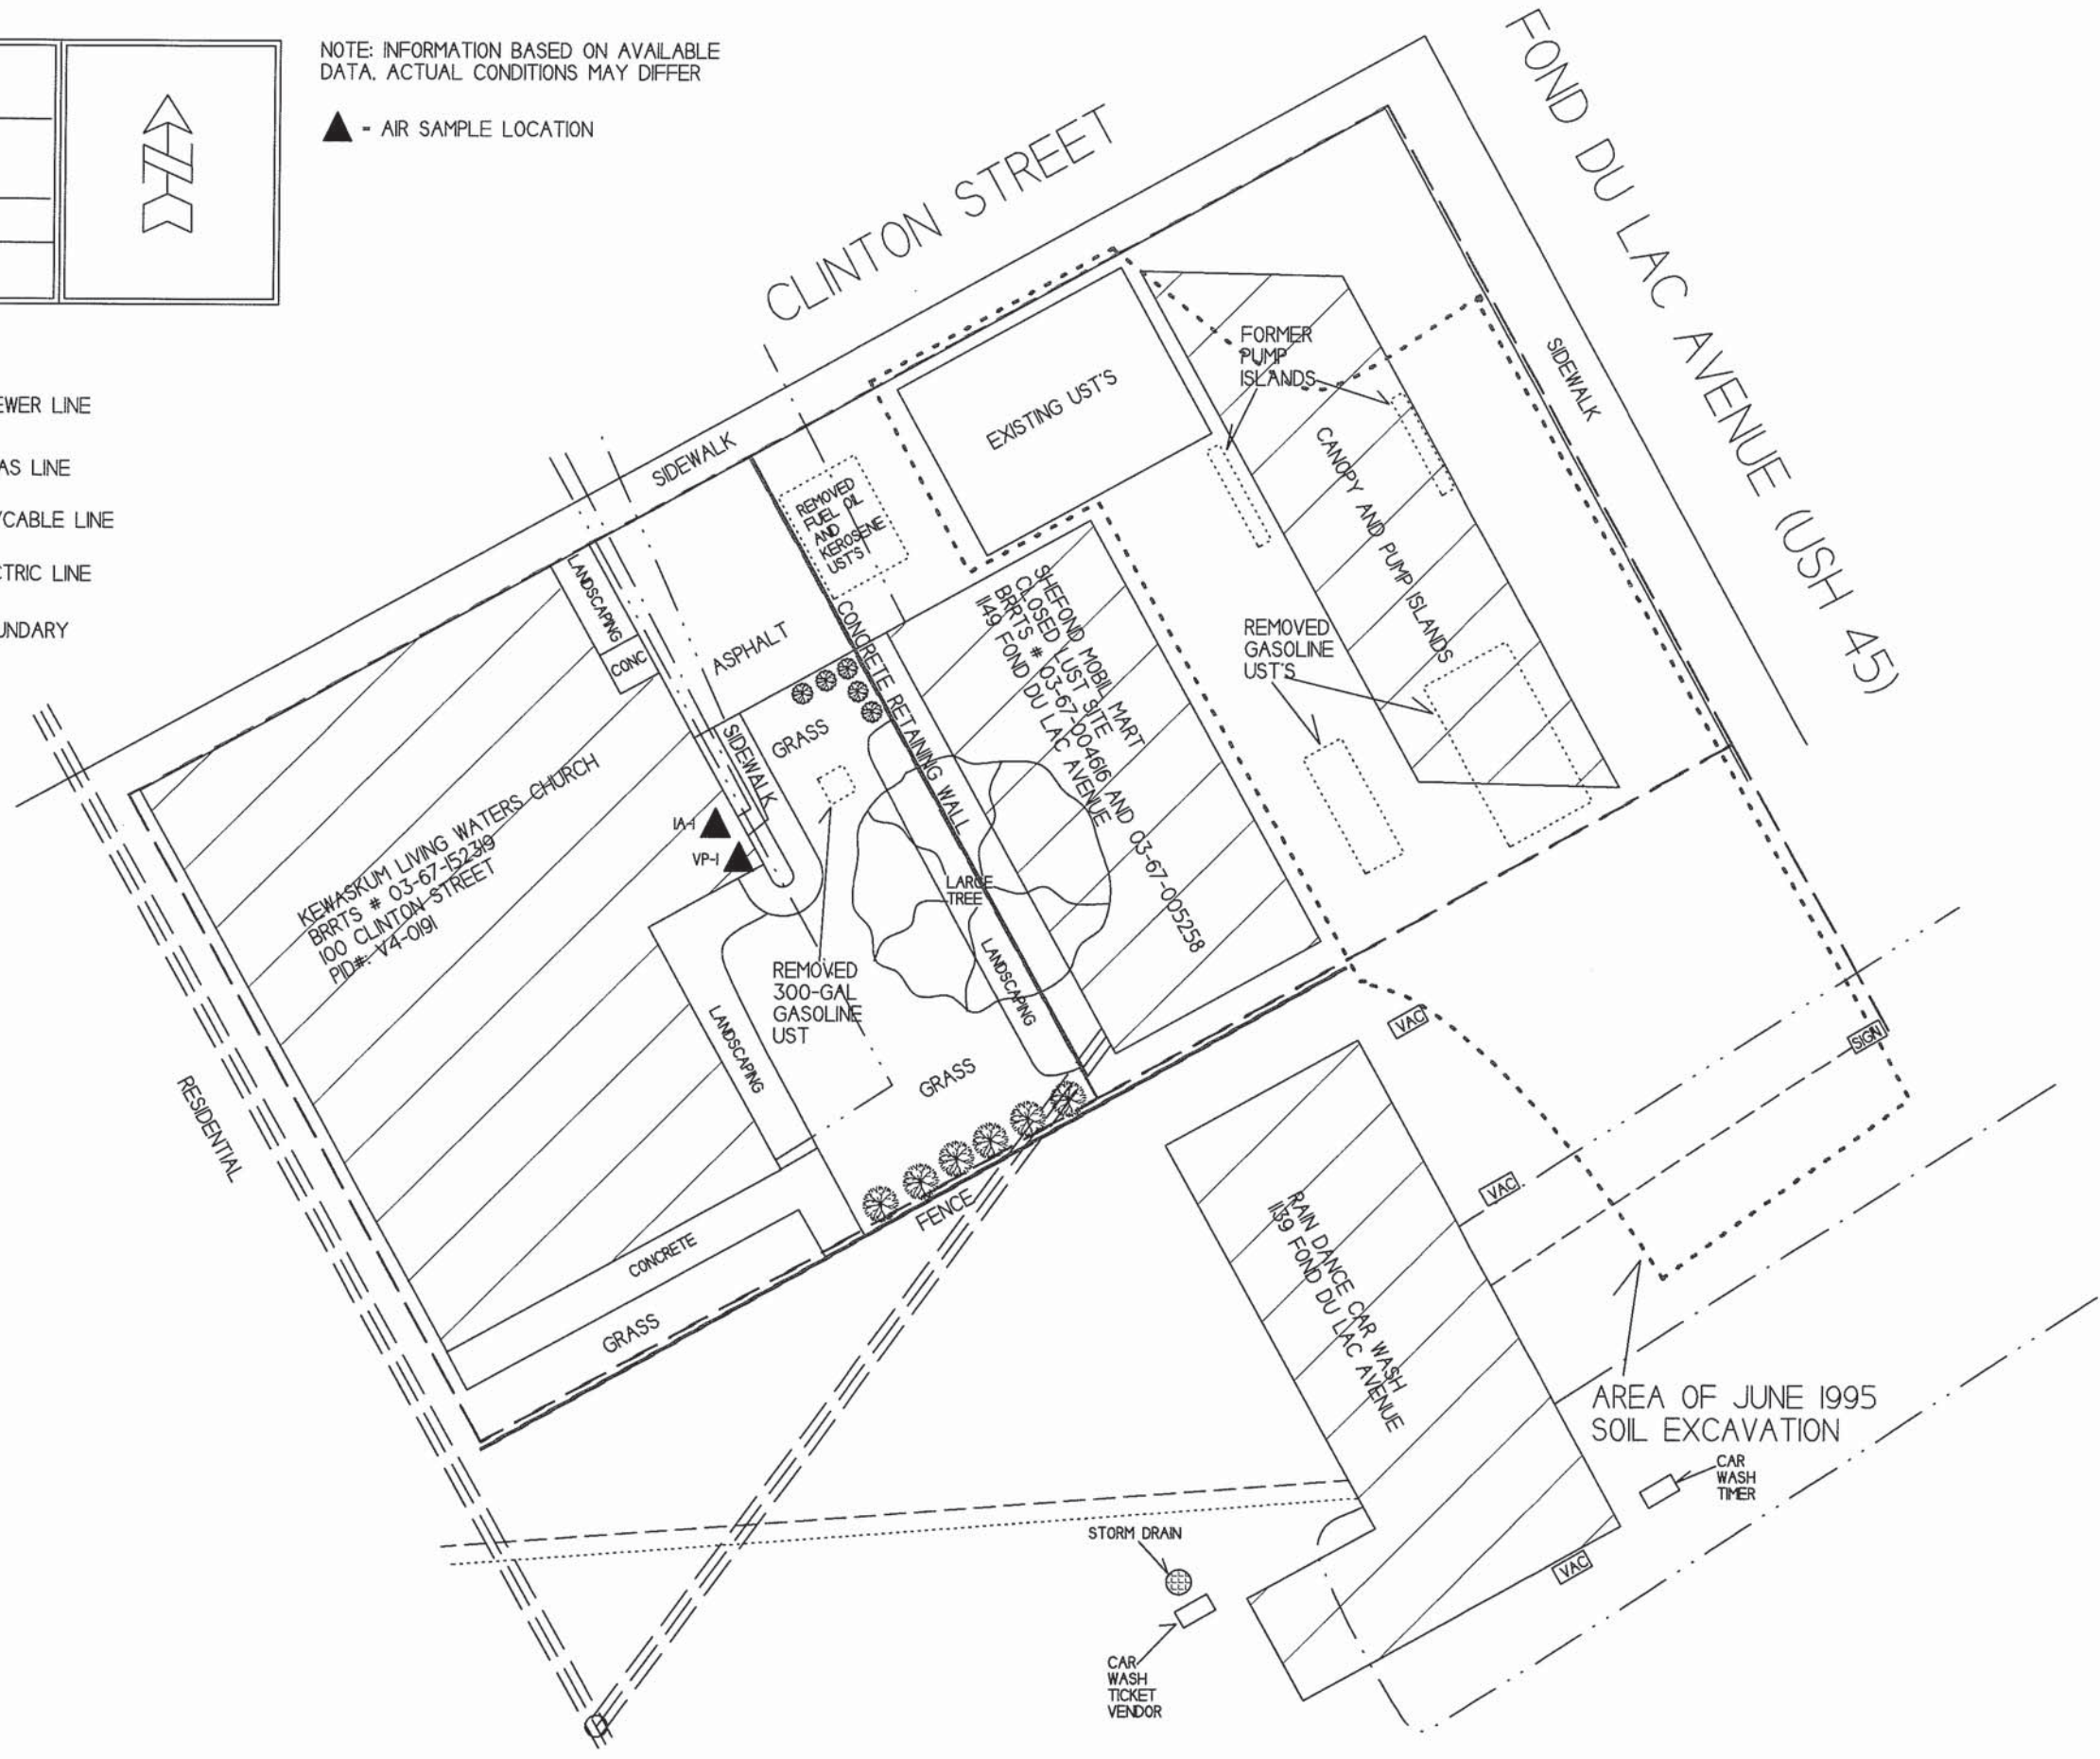 NOTE: INFORMATION BASED ON AVAILABLE
DATA. ACTUAL CONDITIONS MAY DIFFER
N
- AIR SAMPLE LOCATION
EWER LINE
AS LINE
/CABLE LINE
CTRIC LINE
UNDARY
CLINTON STREET
FOND DU LAC AVENUE (USH 45)
SIDEWALK
SIDEWALK
FORMER
PUMP
ISLANDS
EXISTING UST'S
CANOPY AND PUMP ISLANDS
REMOVED
FUEL OIL
AND
KEROSENE
UST'S
LANDSCAPING
CONC
ASPHALT
CONCRETE RETAINING WALL
SHEFOND MOBIL MART
CLOSED LUST SITE
BRRTS # 03-67-004616 AND 03-67-005258
1149 FOND DU LAC AVENUE
REMOVED
GASOLINE
UST'S
SIDEWALK
GRASS
KEWASKUM LIVING WATERS CHURCH
BRRTS # 03-67-152319
100 CLINTON STREET
PID#: V4-0191
IA-1
VP-1
LARGE
TREE
LANDSCAPING
REMOVED
300-GAL
GASOLINE
UST
LANDSCAPING
GRASS
RESIDENTIAL
FENCE
CONCRETE
GRASS
VAC
SIGN
VAC
RAIN DANCE CAR WASH
1139 FOND DU LAC AVENUE
AREA OF JUNE 1995
SOIL EXCAVATION
CAR
WASH
TIMER
STORM DRAIN
VAC
CAR
WASH
TICKET
VENDOR